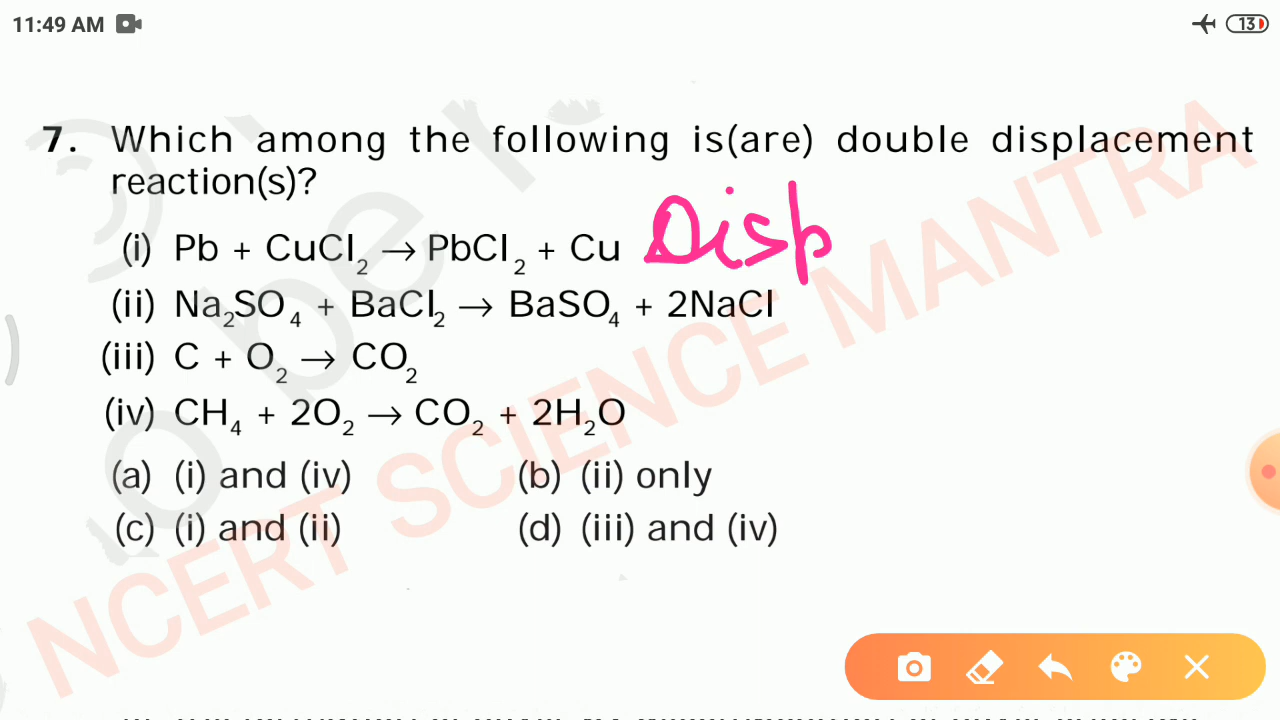 11:49 AM
13
7. Which among the following is(are) double displacement
reaction(s)?
(i) Pb + CuCl₂ → PbCl₂ + Cu Disp
(ii) Na₂SO₄ + BaCl₂ → BaSO₄ + 2NaCl
(iii) C + O₂ → CO₂
(iv) CH₄ + 2O₂ → CO₂ + 2H₂O
(a) (i) and (iv) (b) (ii) only
(c) (i) and (ii) (d) (iii) and (iv)
NCERT SCIENCE MANTRA